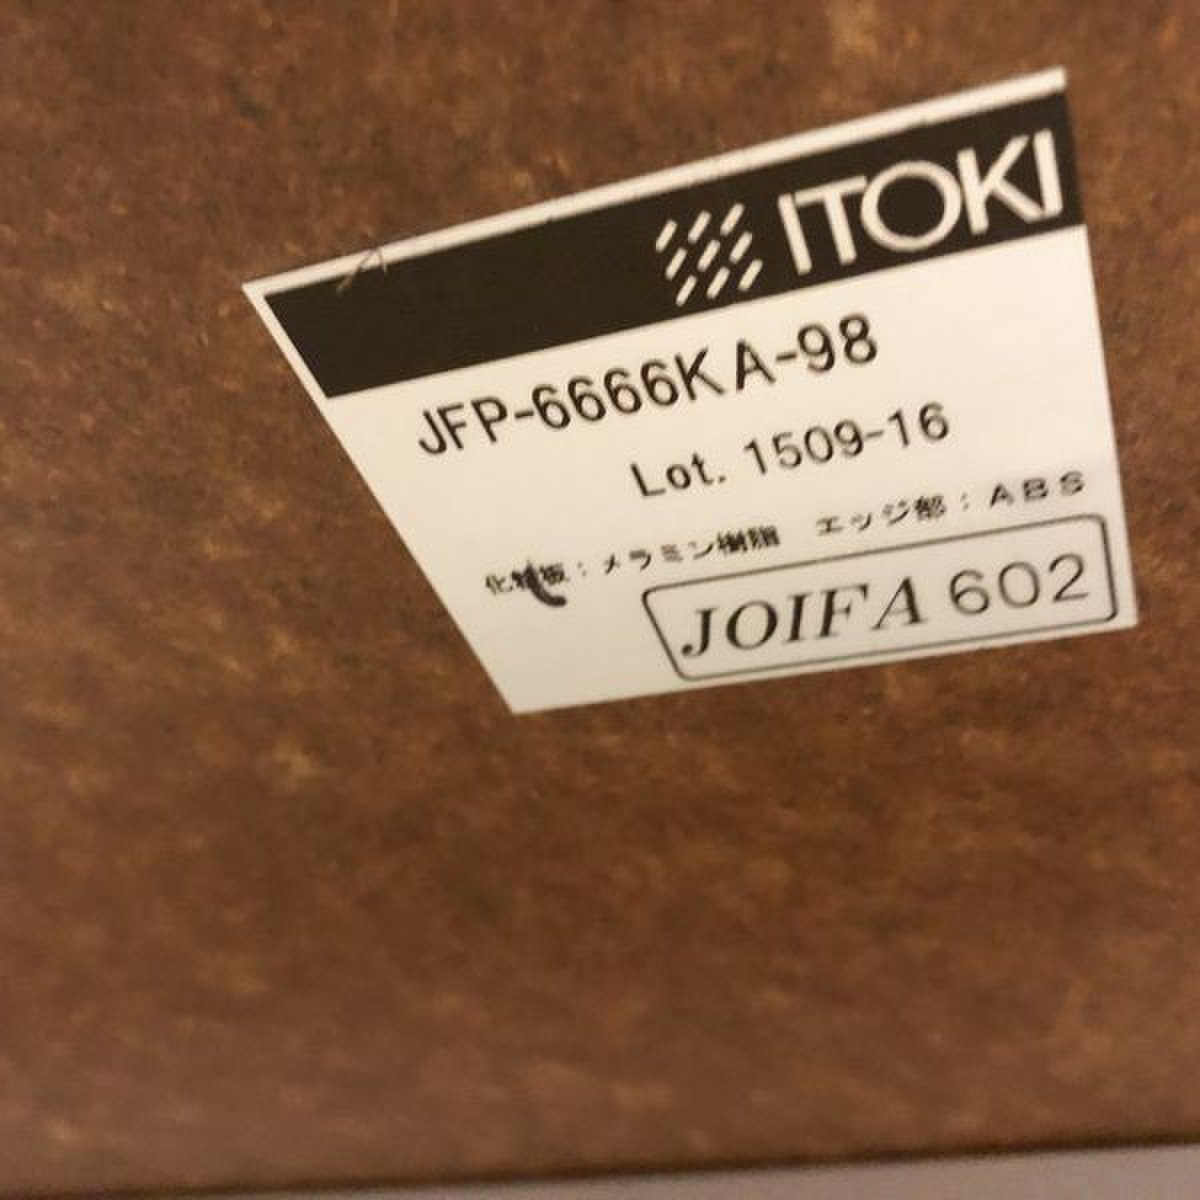 ITOKI
JFP-6666KA-98
Lot. 1509-16
化粧板：メラミン樹脂　エッジ部：ABS
JOIFA 602